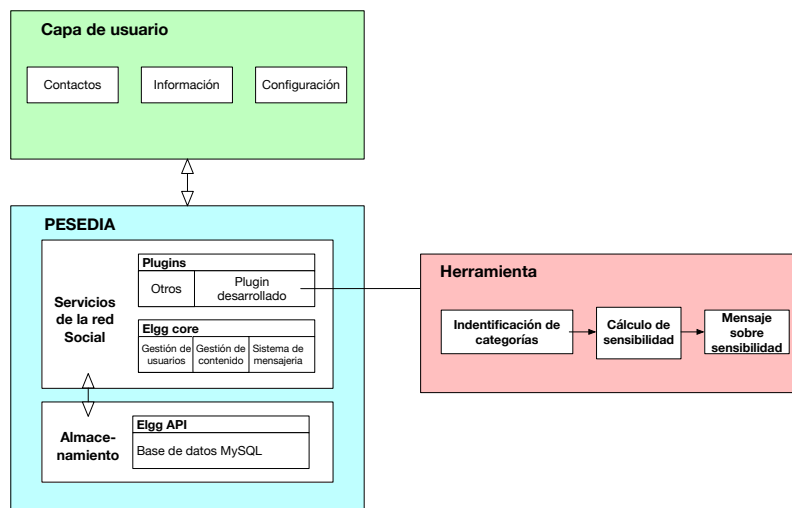 Capa de usuario
Contactos
Información
Configuración
PESEDIA
Servicios
de la red
Social
Plugins
Otros
Plugin
desarrollado
Elgg core
Gestión de
usuarios
Gestión de
contenido
Sistema de
mensajeria
Almace-
namiento
Elgg API
Base de datos MySQL
Herramienta
Indentificación de
categorías
Cálculo de
sensibilidad
Mensaje
sobre
sensibilidad